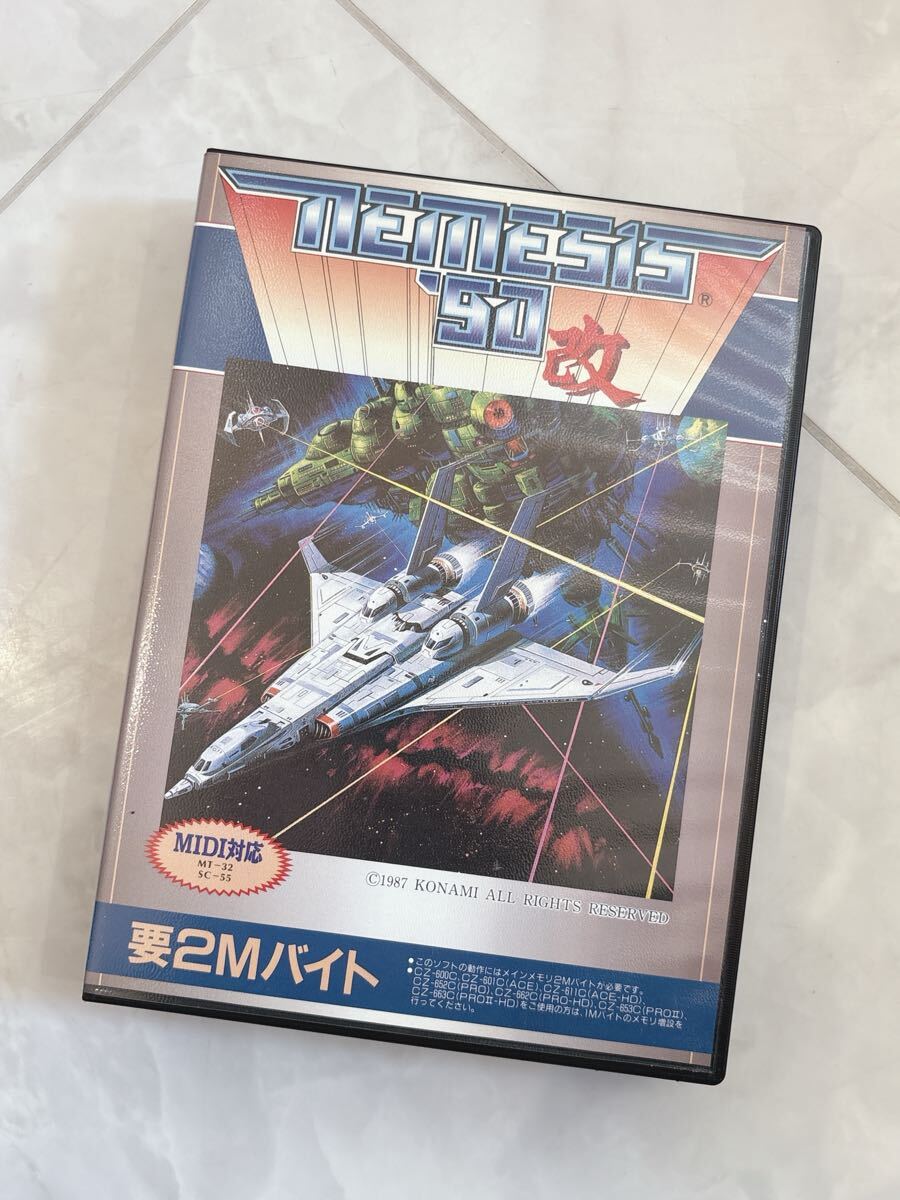 NEMESIS
'90 改
®
MIDI対応
MT-32
SC-55
©1987 KONAMI ALL RIGHTS RESERVED
要2Mバイト
●このソフトの動作にはメインメモリ2Mバイトが必要です。
●CZ-600C, CZ-601C(ACE), CZ-611C(ACE-HD),
CZ-652C(PRO), CZ-662C(PRO-HD), CZ-653C(PROⅡ),
CZ-663C(PROⅡ-HD)をご使用の方は、1Mバイトのメモリ増設を
行ってください。